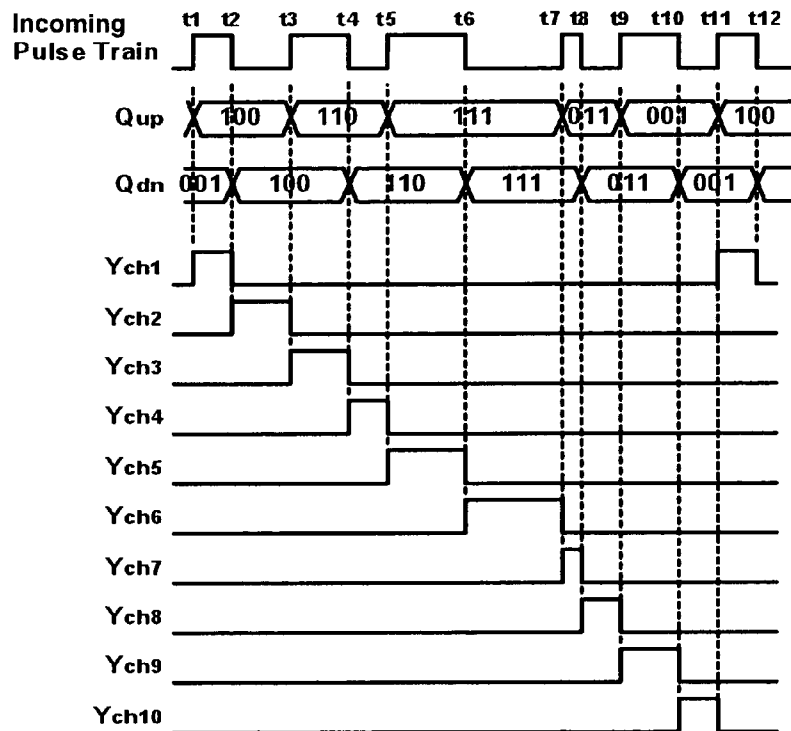 Incoming
Pulse Train
t1 t2 t3 t4 t5 t6 t7 t8 t9 t10 t11 t12
Qup 100 110 111 011 001 100
Qdn 001 100 110 111 011 001
Ych1
Ych2
Ych3
Ych4
Ych5
Ych6
Ych7
Ych8
Ych9
Ych10